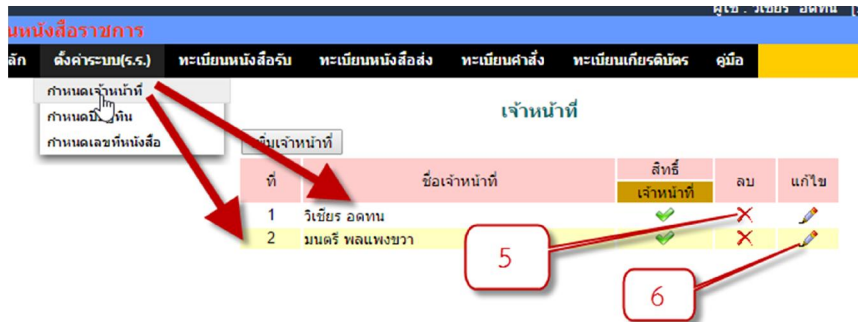 ผู้ใช้ : วิเชียร อดทน
นหนังสือราชการ
ลัก ตั้งค่าระบบ(ร.ร.) ทะเบียนหนังสือรับ ทะเบียนหนังสือส่ง ทะเบียนคำสั่ง ทะเบียนเกียรติบัตร คู่มือ
กำหนดเจ้าหน้าที่
กำหนดปีปฏิทิน
กำหนดเลขที่หนังสือ
เจ้าหน้าที่
เพิ่มเจ้าหน้าที่
ที่ ชื่อเจ้าหน้าที่ สิทธิ์ ลบ แก้ไข
เจ้าหน้าที่
1 วิเชียร อดทน
2 มนตรี พลแพงขวา
5
6